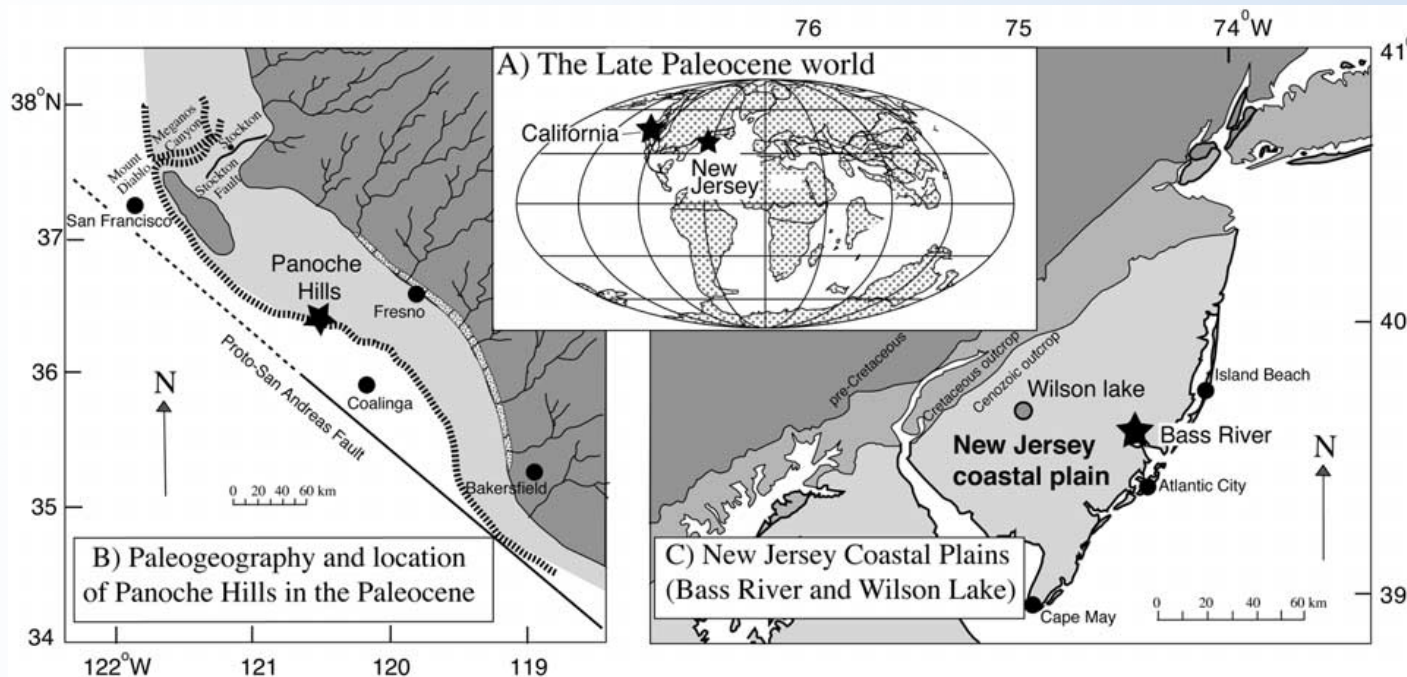 A) The Late Paleocene world
California
New
Jersey
38°N
37
36
35
34
122°W
121
120
119
Meganos
Canyon
Stockton
Mount
Diablo
Stockton
Fault
San Francisco
Panoche
Hills
Fresno
N
Coalinga
Proto-San Andreas Fault
Bakersfield
0 20 40 60 km
B) Paleogeography and location
of Panoche Hills in the Paleocene
76
75
74°W
41°
40
39
pre-Cretaceous
Cretaceous outcrop
Cenozoic outcrop
Wilson lake
Island Beach
New Jersey
coastal plain
Bass River
N
Atlantic City
C) New Jersey Coastal Plains
(Bass River and Wilson Lake)
0 20 40 60 km
Cape May